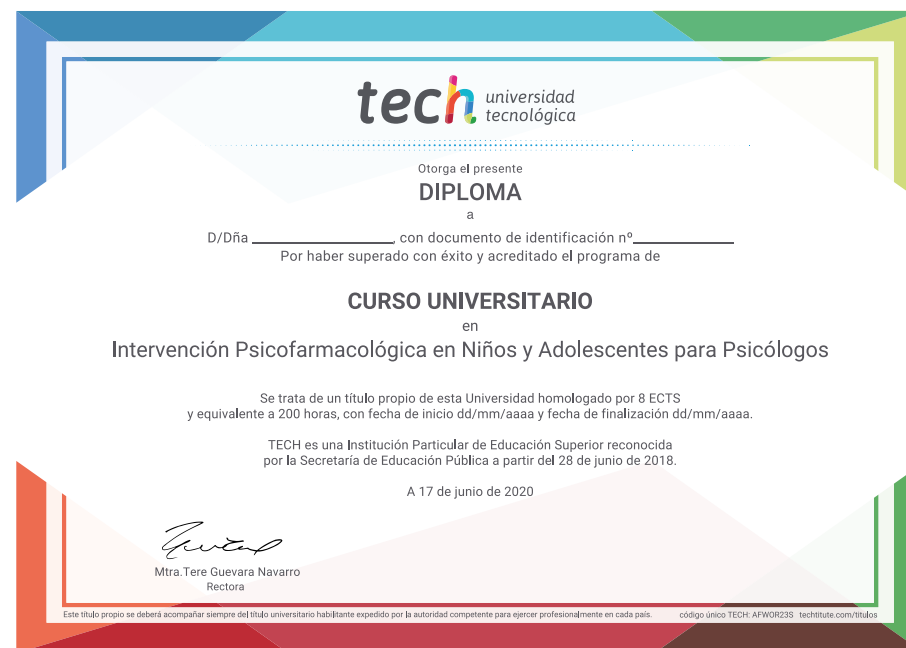 tech universidad
tecnológica
Otorga el presente
DIPLOMA
a
D/Dña ____________________, con documento de identificación nº______________
Por haber superado con éxito y acreditado el programa de
CURSO UNIVERSITARIO
en
Intervención Psicofarmacológica en Niños y Adolescentes para Psicólogos
Se trata de un título propio de esta Universidad homologado por 8 ECTS
y equivalente a 200 horas, con fecha de inicio dd/mm/aaaa y fecha de finalización dd/mm/aaaa.
TECH es una Institución Particular de Educación Superior reconocida
por la Secretaría de Educación Pública a partir del 28 de junio de 2018.
A 17 de junio de 2020
Mtra.Tere Guevara Navarro
Rectora
Este título propio se deberá acompañar siempre del título universitario habilitante expedido por la autoridad competente para ejercer profesionalmente en cada país. código único TECH: AFWOR23S techtitute.com/titulos